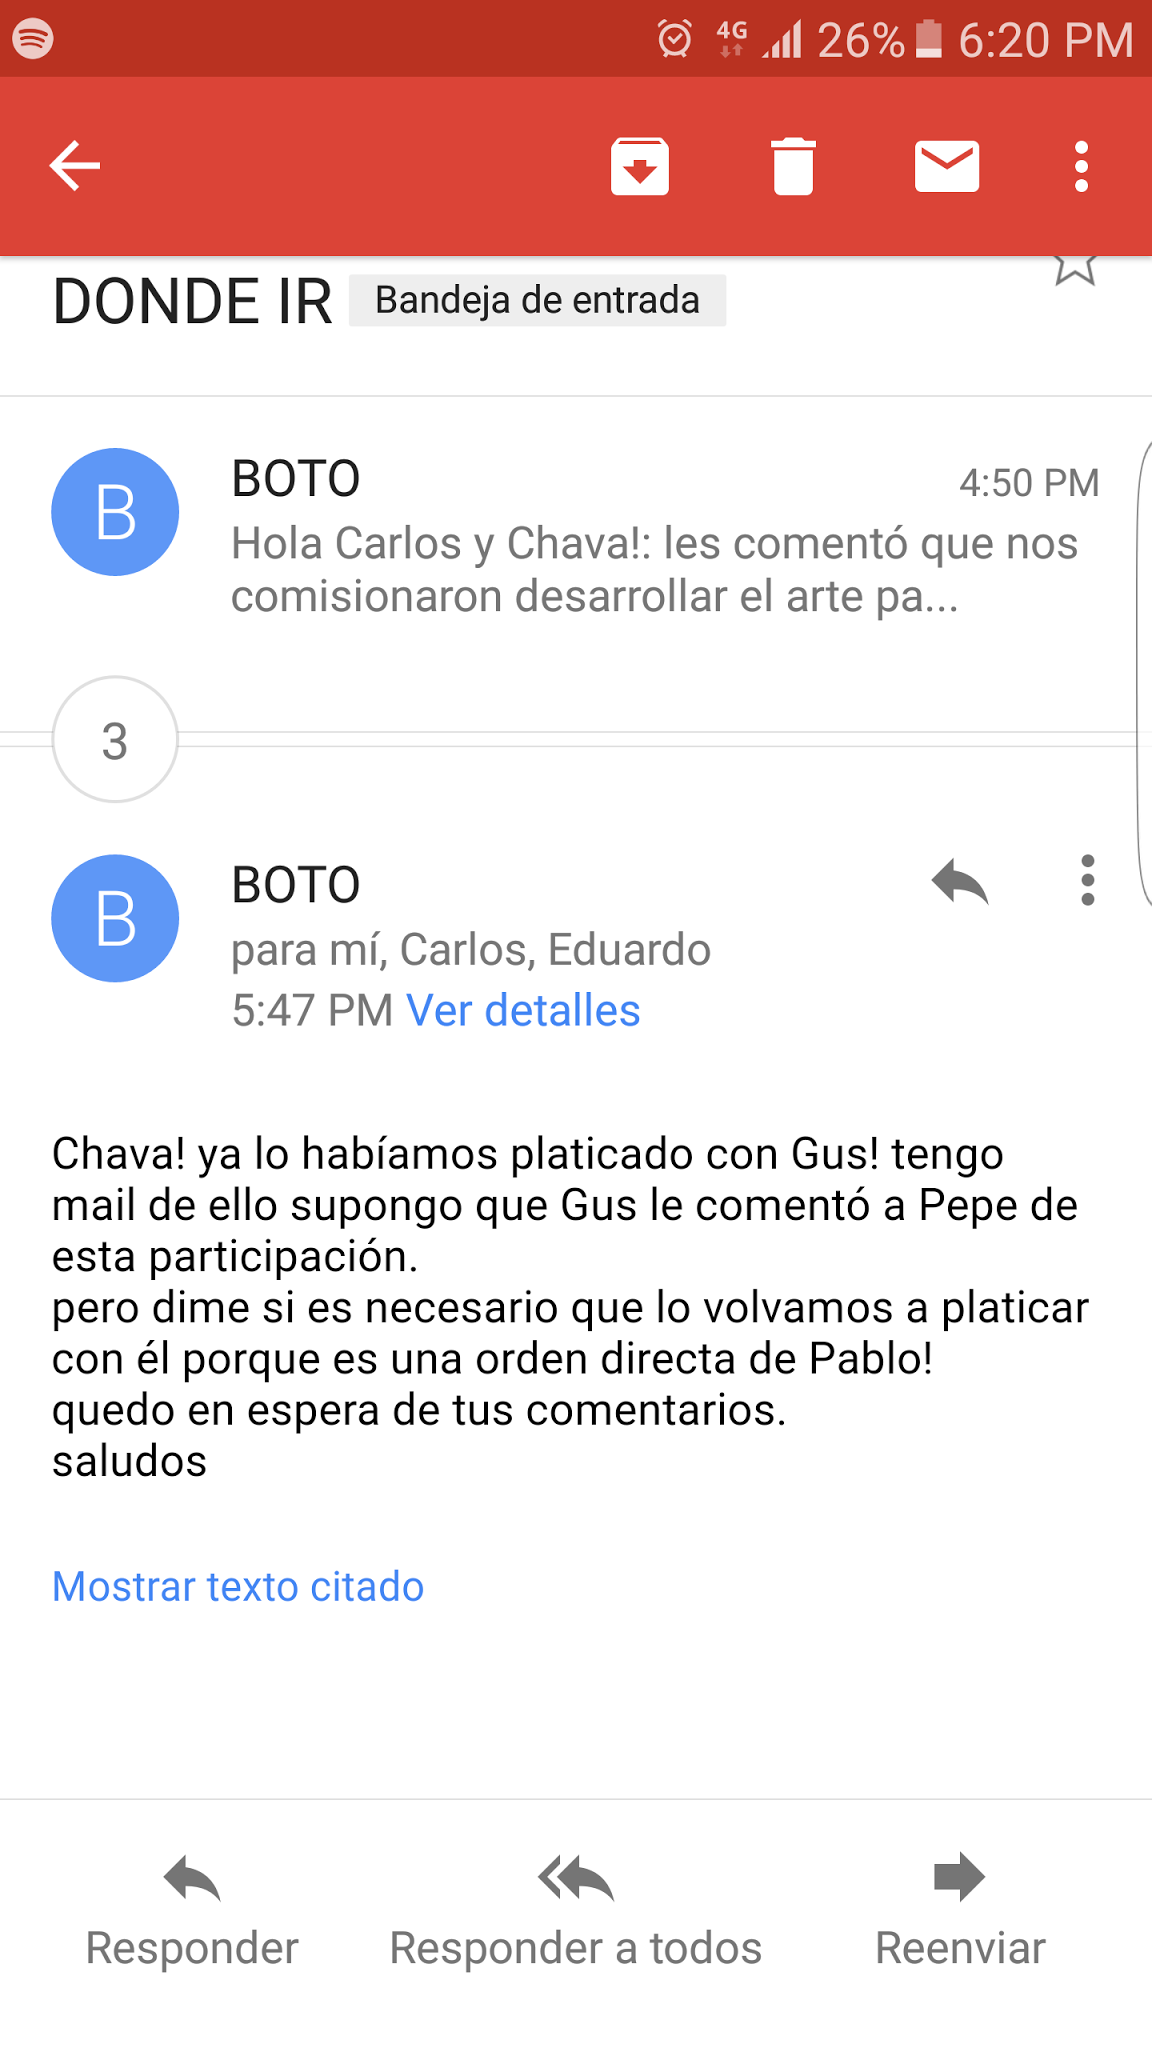 4G 26% 6:20 PM
DONDE IR Bandeja de entrada
B BOTO 4:50 PM
Hola Carlos y Chava!: les comentó que nos
comisionaron desarrollar el arte pa...
3
B BOTO
para mí, Carlos, Eduardo
5:47 PM Ver detalles
Chava! ya lo habíamos platicado con Gus! tengo
mail de ello supongo que Gus le comentó a Pepe de
esta participación.
pero dime si es necesario que lo volvamos a platicar
con él porque es una orden directa de Pablo!
quedo en espera de tus comentarios.
saludos
Mostrar texto citado
Responder Responder a todos Reenviar